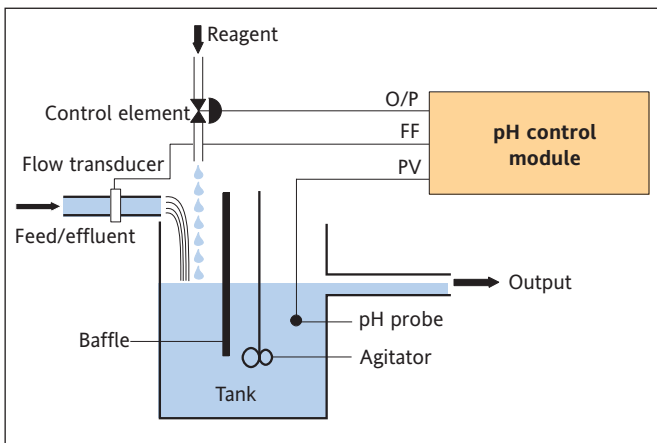 Reagent
Control element
O/P
FF
pH control
module
Flow transducer
PV
Feed/effluent
Output
pH probe
Baffle
Agitator
Tank